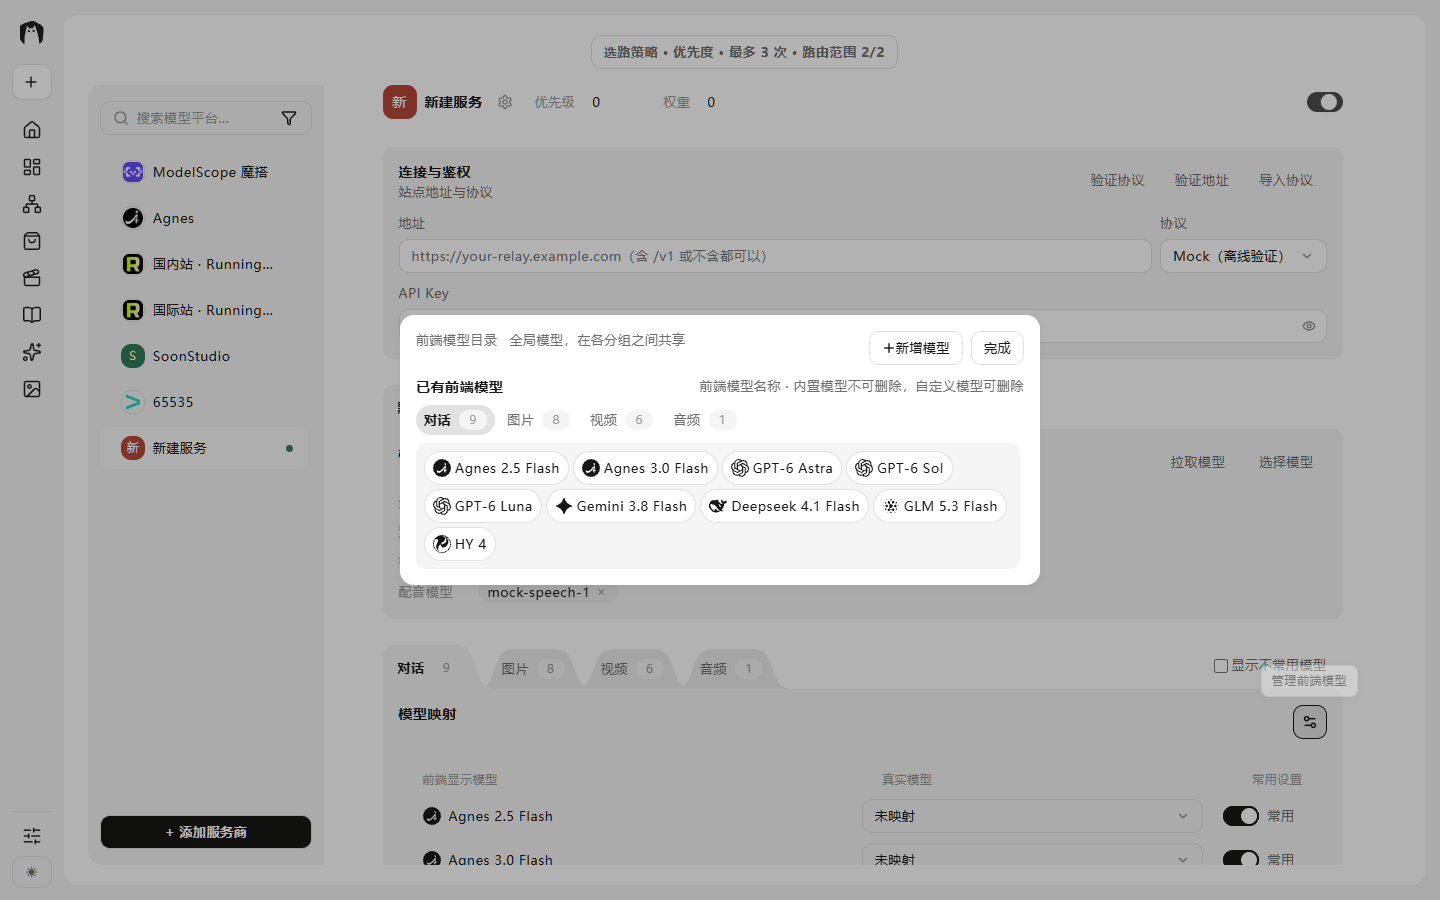 选路策略 • 优先度 • 最多 3 次 • 路由范围 2/2
搜索模型平台...
ModelScope 魔搭
Agnes
国内站 · Running...
国际站 · Running...
S SoonStudio
65535
新 新建服务
+ 添加服务商
新 新建服务 优先级 0 权重 0
连接与鉴权
站点地址与协议
验证协议 验证地址 导入协议
地址 协议
https://your-relay.example.com（含 /v1 或不含都可以） Mock（离线验证）
API Key
前端模型目录 全局模型，在各分组之间共享
+新增模型 完成
已有前端模型 前端模型名称 · 内置模型不可删除，自定义模型可删除
对话 9 图片 8 视频 6 音频 1
Agnes 2.5 Flash Agnes 3.0 Flash GPT-6 Astra GPT-6 Sol
GPT-6 Luna Gemini 3.8 Flash Deepseek 4.1 Flash GLM 5.3 Flash
HY 4
拉取模型 选择模型
配音模型 mock-speech-1 ×
对话 9 图片 8 视频 6 音频 1 显示不常用模型
管理前端模型
模型映射
前端显示模型 真实模型 常用设置
Agnes 2.5 Flash 未映射 常用
Agnes 3.0 Flash 未映射 常用